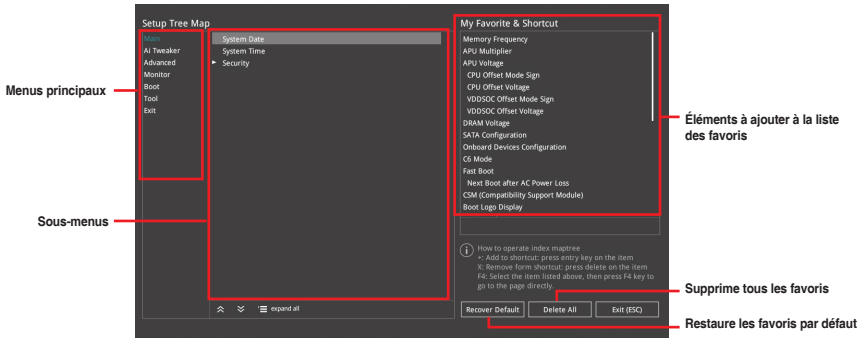 Setup Tree Map
Main
Ai Tweaker
Advanced
Monitor
Boot
Tool
Exit
System Date
System Time
Security
expand all
My Favorite & Shortcut
Memory Frequency
APU Multiplier
APU Voltage
CPU Offset Mode Sign
CPU Offset Voltage
VDDSOC Offset Mode Sign
VDDSOC Offset Voltage
DRAM Voltage
SATA Configuration
Onboard Devices Configuration
C6 Mode
Fast Boot
Next Boot after AC Power Loss
CSM (Compatibility Support Module)
Boot Logo Display
How to operate index maptree
+: Add to shortcut: press entry key on the item
X: Remove form shortcut: press delete on the item
F4: Select the item listed above, then press F4 key to
go to the page directly.
Recover Default
Delete All
Exit (ESC)
Menus principaux
Sous-menus
Éléments à ajouter à la liste
des favoris
Supprime tous les favoris
Restaure les favoris par défaut